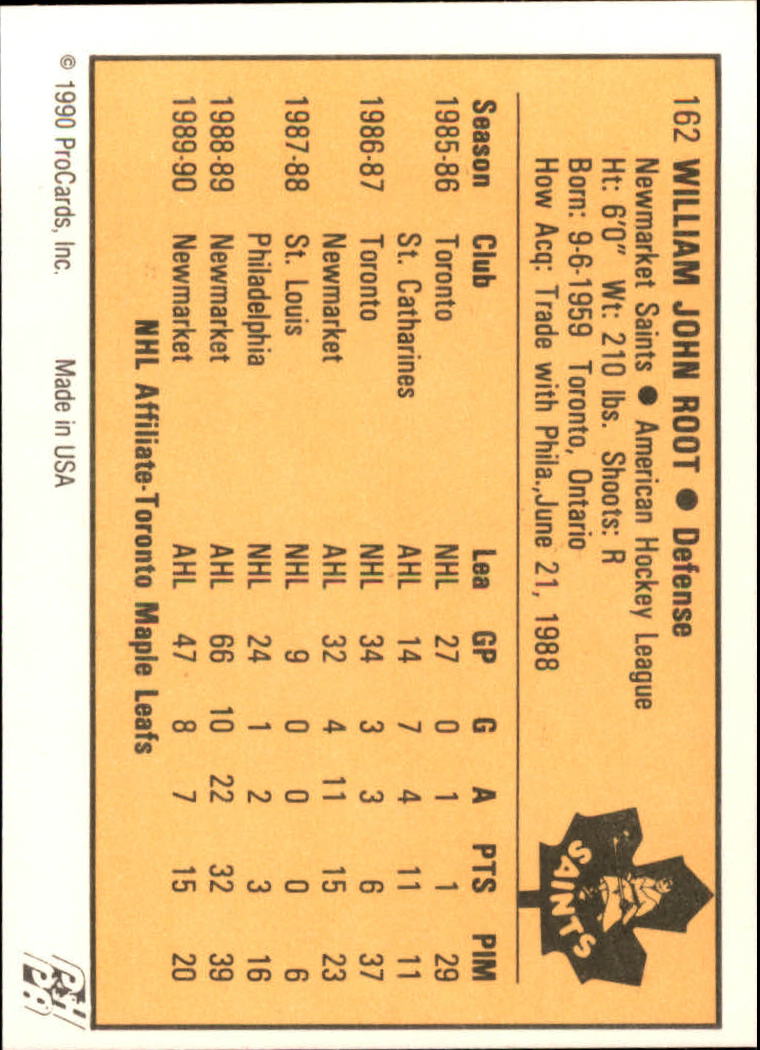 162 WILLIAM JOHN ROOT ● Defense
Newmarket Saints ● American Hockey League
Ht: 6'0" Wt: 210 lbs. Shoots: R
Born: 9-6-1959 Toronto, Ontario
How Acq: Trade with Phila.,June 21, 1988
SAINTS
Season Club Lea GP G A PTS PIM
1985-86 Toronto NHL 27 0 1 1 29
St. Catharines AHL 14 7 4 11 11
1986-87 Toronto NHL 34 3 3 6 37
Newmarket AHL 32 4 11 15 23
1987-88 St. Louis NHL 9 0 0 0 6
Philadelphia NHL 24 1 2 3 16
1988-89 Newmarket AHL 66 10 22 32 39
1989-90 Newmarket AHL 47 8 7 15 20
NHL Affiliate-Toronto Maple Leafs
© 1990 ProCards, Inc. Made in USA